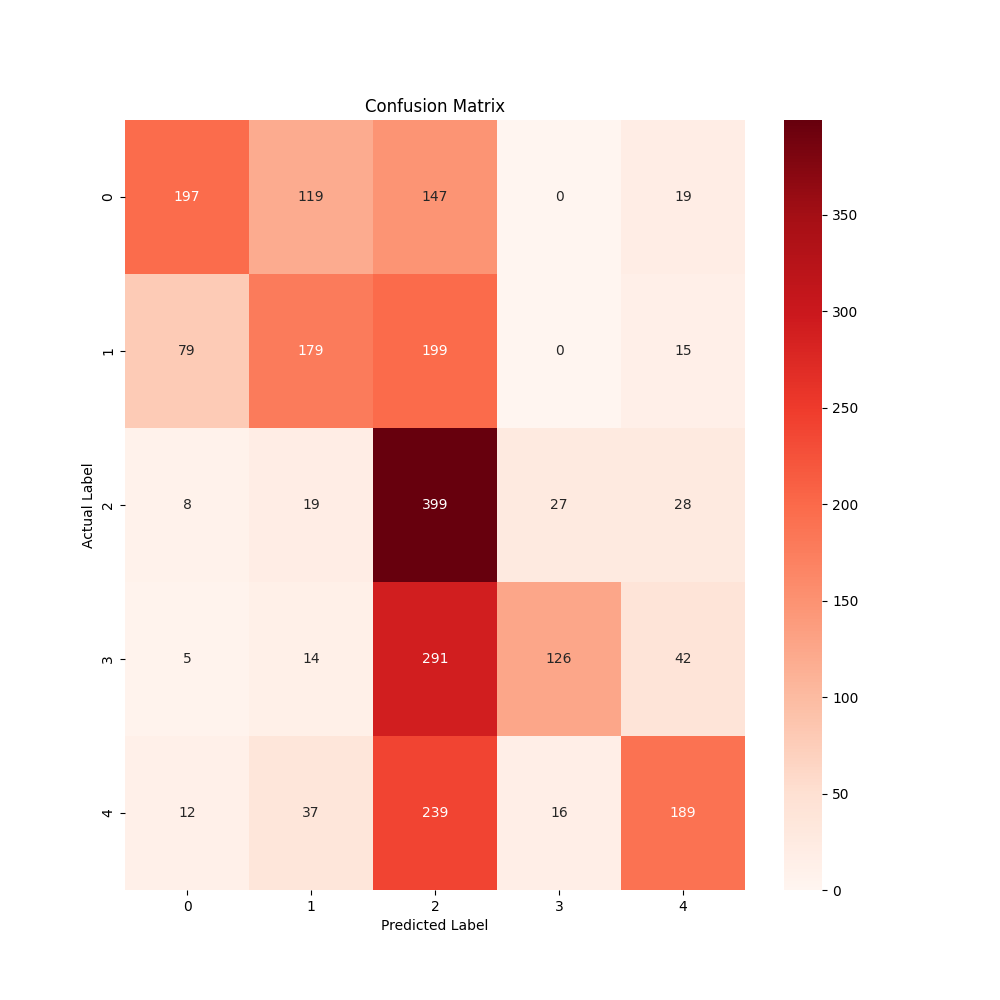 Confusion Matrix
0 197 119 147 0 19
1 79 179 199 0 15
2 8 19 399 27 28
3 5 14 291 126 42
4 12 37 239 16 189
0 1 2 3 4
Predicted Label
Actual Label
350
300
250
200
150
100
50
0